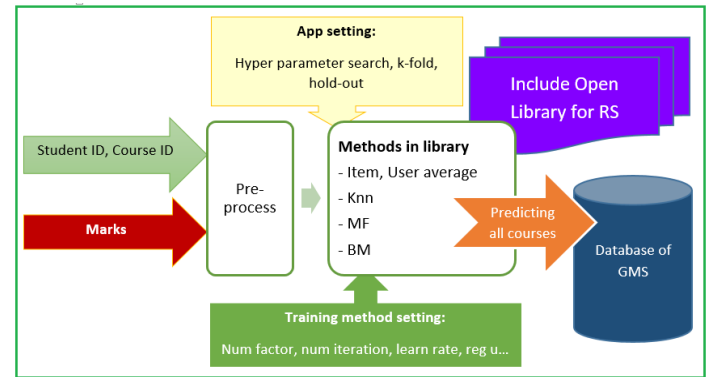 App setting:
Hyper parameter search, k-fold,
hold-out
Include Open
Library for RS
Student ID, Course ID
Marks
Pre-
process
Methods in library
- Item, User average
- Knn
- MF
- BM
Predicting
all courses
Database of
GMS
Training method setting:
Num factor, num iteration, learn rate, reg u...